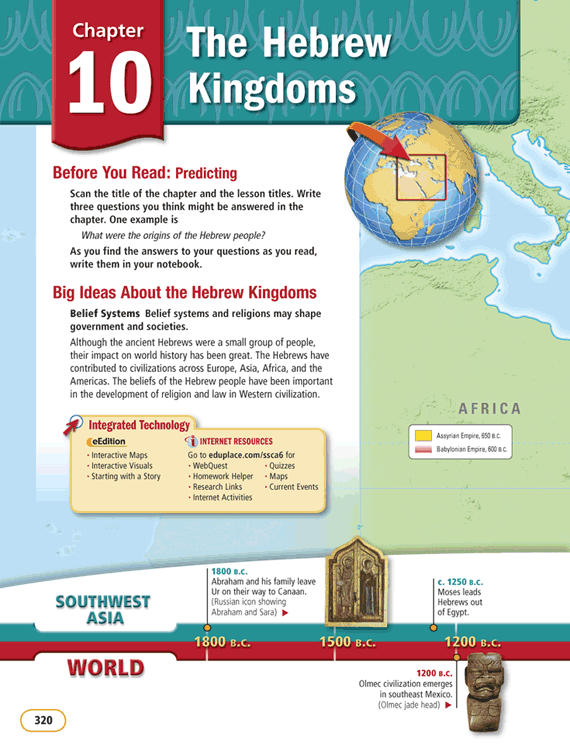 Chapter
10
The Hebrew
Kingdoms
Before You Read: Predicting
Scan the title of the chapter and the lesson titles. Write
three questions you think might be answered in the
chapter. One example is
What were the origins of the Hebrew people?
As you find the answers to your questions as you read,
write them in your notebook.
Big Ideas About the Hebrew Kingdoms
Belief Systems Belief systems and religions may shape
government and societies.
Although the ancient Hebrews were a small group of people,
their impact on world history has been great. The Hebrews have
contributed to civilizations across Europe, Asia, Africa, and the
Americas. The beliefs of the Hebrew people have been important
in the development of religion and law in Western civilization.
Integrated Technology
eEdition
· Interactive Maps
· Interactive Visuals
· Starting with a Story
INTERNET RESOURCES
Go to eduplace.com/ssca6 for
· WebQuest
· Homework Helper
· Research Links
· Internet Activities
· Quizzes
· Maps
· Current Events
AFRICA
Assyrian Empire, 650 B.C.
Babylonian Empire, 600 B.C.
SOUTHWEST
ASIA
1800 B.C.
Abraham and his family leave
Ur on their way to Canaan.
(Russian icon showing
Abraham and Sara)
c. 1250 B.C.
Moses leads
Hebrews out
of Egypt.
1800 B.C.
1500 B.C.
1200 B.C.
WORLD
1200 B.C.
Olmec civilization emerges
in southeast Mexico.
(Olmec jade head)
320